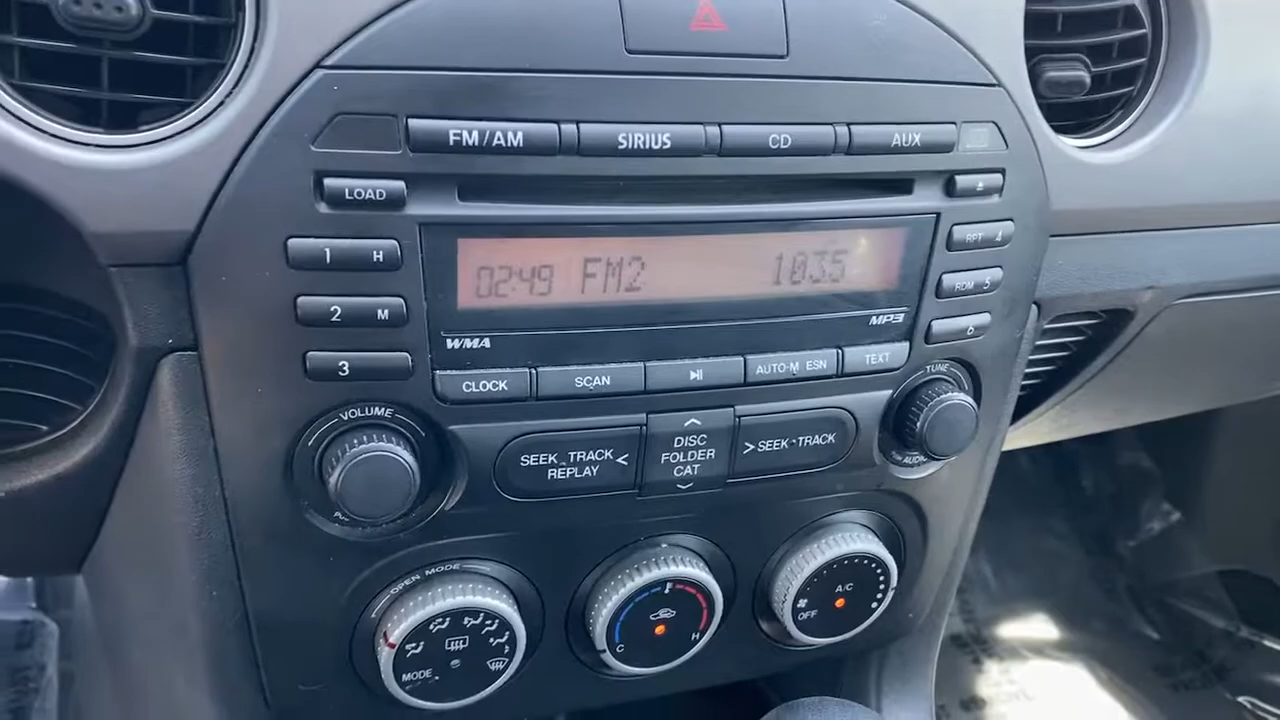 FM/AM
SIRIUS
CD
AUX
LOAD
1 H
RPT 4
02:49 FM2 103.5
2 M
RDM 5
WMA
MP3
6
3
CLOCK
SCAN
AUTO-M
TEXT
TUNE
VOLUME
SEEK TRACK
REPLAY
DISC
FOLDER
CAT
SEEK TRACK
OPEN MODE
A/C
OFF
MODE
C H